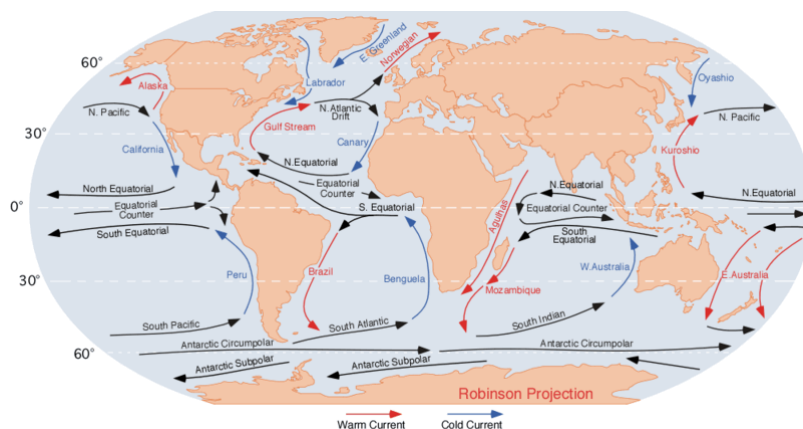 60°
30°
0°
30°
60°
Alaska
N. Pacific
California
North Equatorial
Equatorial
Counter
South Equatorial
Peru
South Pacific
Antarctic Circumpolar
Antarctic Subpolar
Labrador
E. Greenland
Norwegian
N. Atlantic
Drift
Gulf Stream
Canary
N.Equatorial
Equatorial
Counter
S. Equatorial
Brazil
Benguela
South Atlantic
Antarctic Subpolar
Agulhas
Mozambique
N.Equatorial
Equatorial Counter
South
Equatorial
W.Australia
South Indian
Antarctic Circumpolar
Oyashio
N. Pacific
Kuroshio
N.Equatorial
E.Australia
Robinson Projection
Warm Current
Cold Current